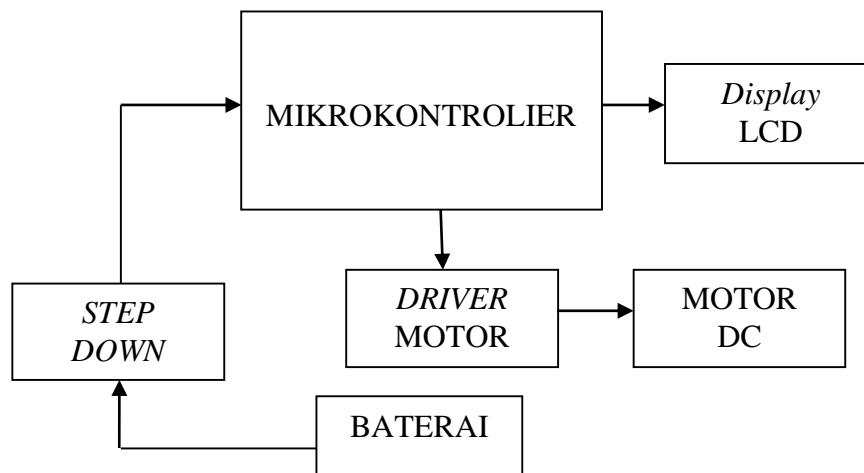 MIKROKONTROLIER
Display
LCD
STEP
DOWN
DRIVER
MOTOR
MOTOR
DC
BATERAI